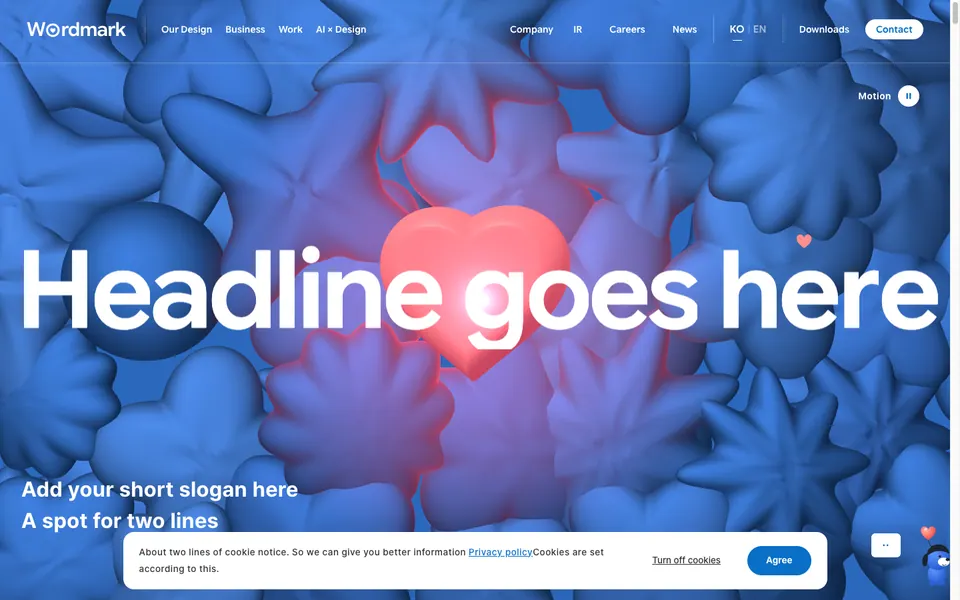 Wordmark
Our Design Business Work AI × Design
Company IR Careers News
KO EN
Downloads
Contact
Motion
Headline goes here
Add your short slogan here
A spot for two lines
About two lines of cookie notice. So we can give you better information Privacy policyCookies are set
according to this.
Turn off cookies
Agree